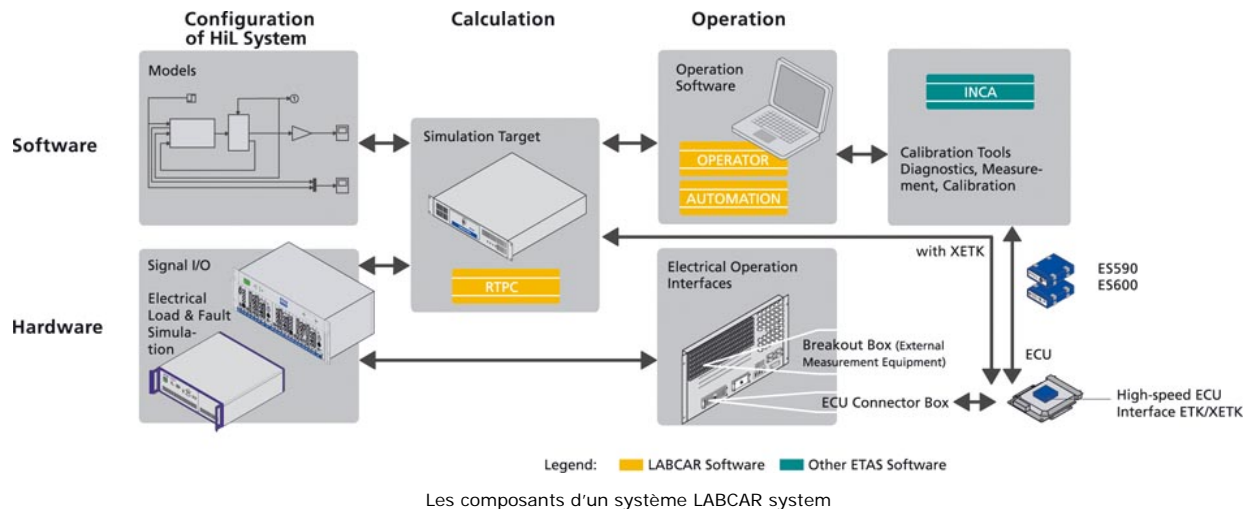 Configuration
of HiL System
Calculation
Operation
Software
Models
Simulation Target
RTPC
Operation
Software
OPERATOR
AUTOMATION
INCA
Calibration Tools
Diagnostics, Measure-
ment, Calibration
Hardware
Signal I/O
Electrical
Load & Fault
Simula-
tion
Electrical Operation
Interfaces
Breakout Box (External
Measurement Equipment)
ECU Connector Box
with XETK
ES590
ES600
ECU
High-speed ECU
Interface ETK/XETK
Legend: LABCAR Software Other ETAS Software
Les composants d'un système LABCAR system